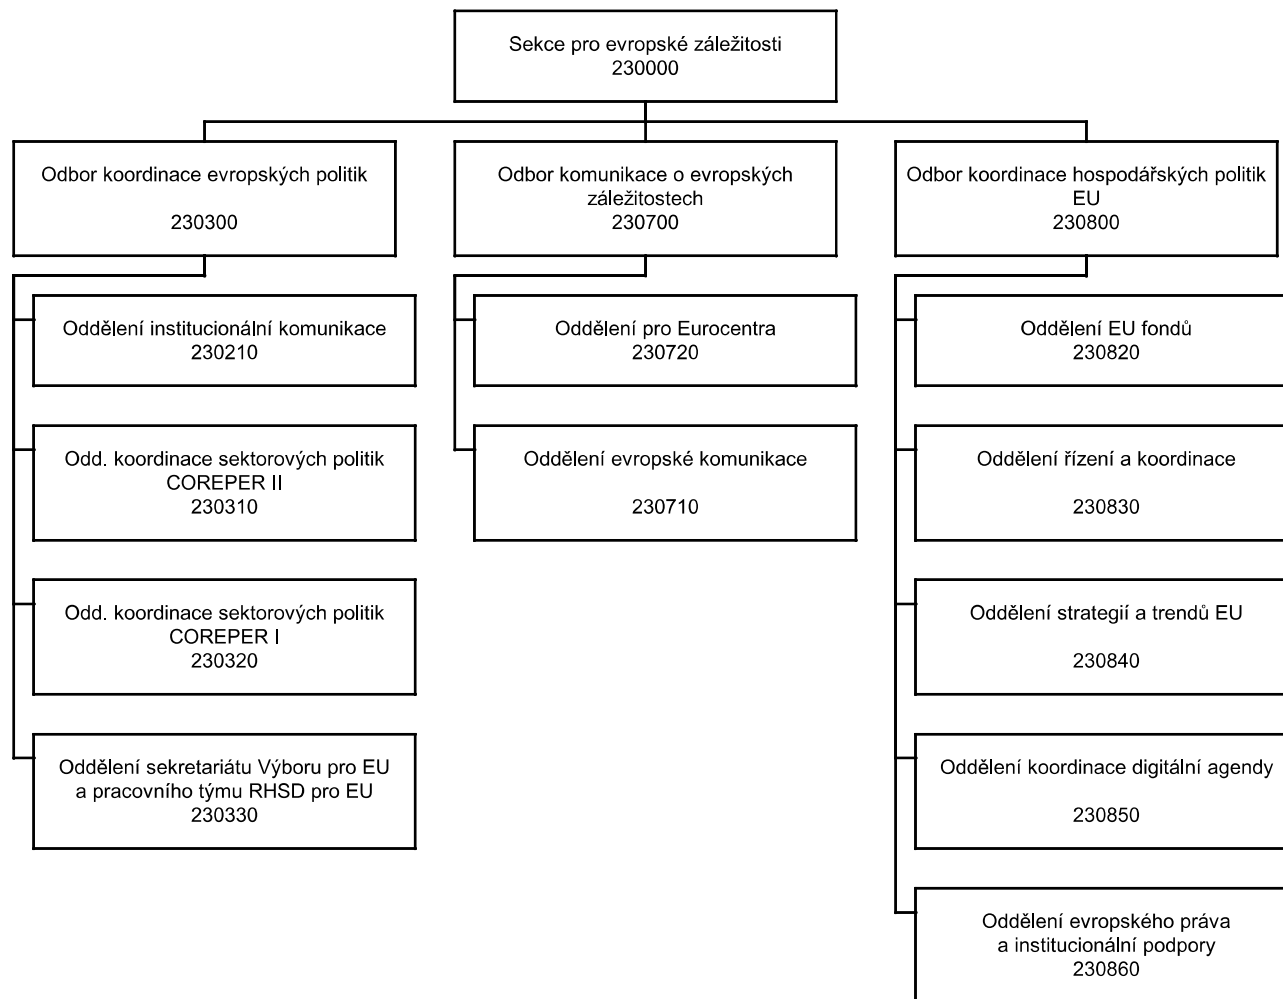 Sekce pro evropské záležitosti
230000
Odbor koordinace evropských politik
230300
Odbor komunikace o evropských
záležitostech
230700
Odbor koordinace hospodářských politik
EU
230800
Oddělení institucionální komunikace
230210
Odd. koordinace sektorových politik
COREPER II
230310
Odd. koordinace sektorových politik
COREPER I
230320
Oddělení sekretariátu Výboru pro EU
a pracovního týmu RHSD pro EU
230330
Oddělení pro Eurocentra
230720
Oddělení evropské komunikace
230710
Oddělení EU fondů
230820
Oddělení řízení a koordinace
230830
Oddělení strategií a trendů EU
230840
Oddělení koordinace digitální agendy
230850
Oddělení evropského práva
a institucionální podpory
230860